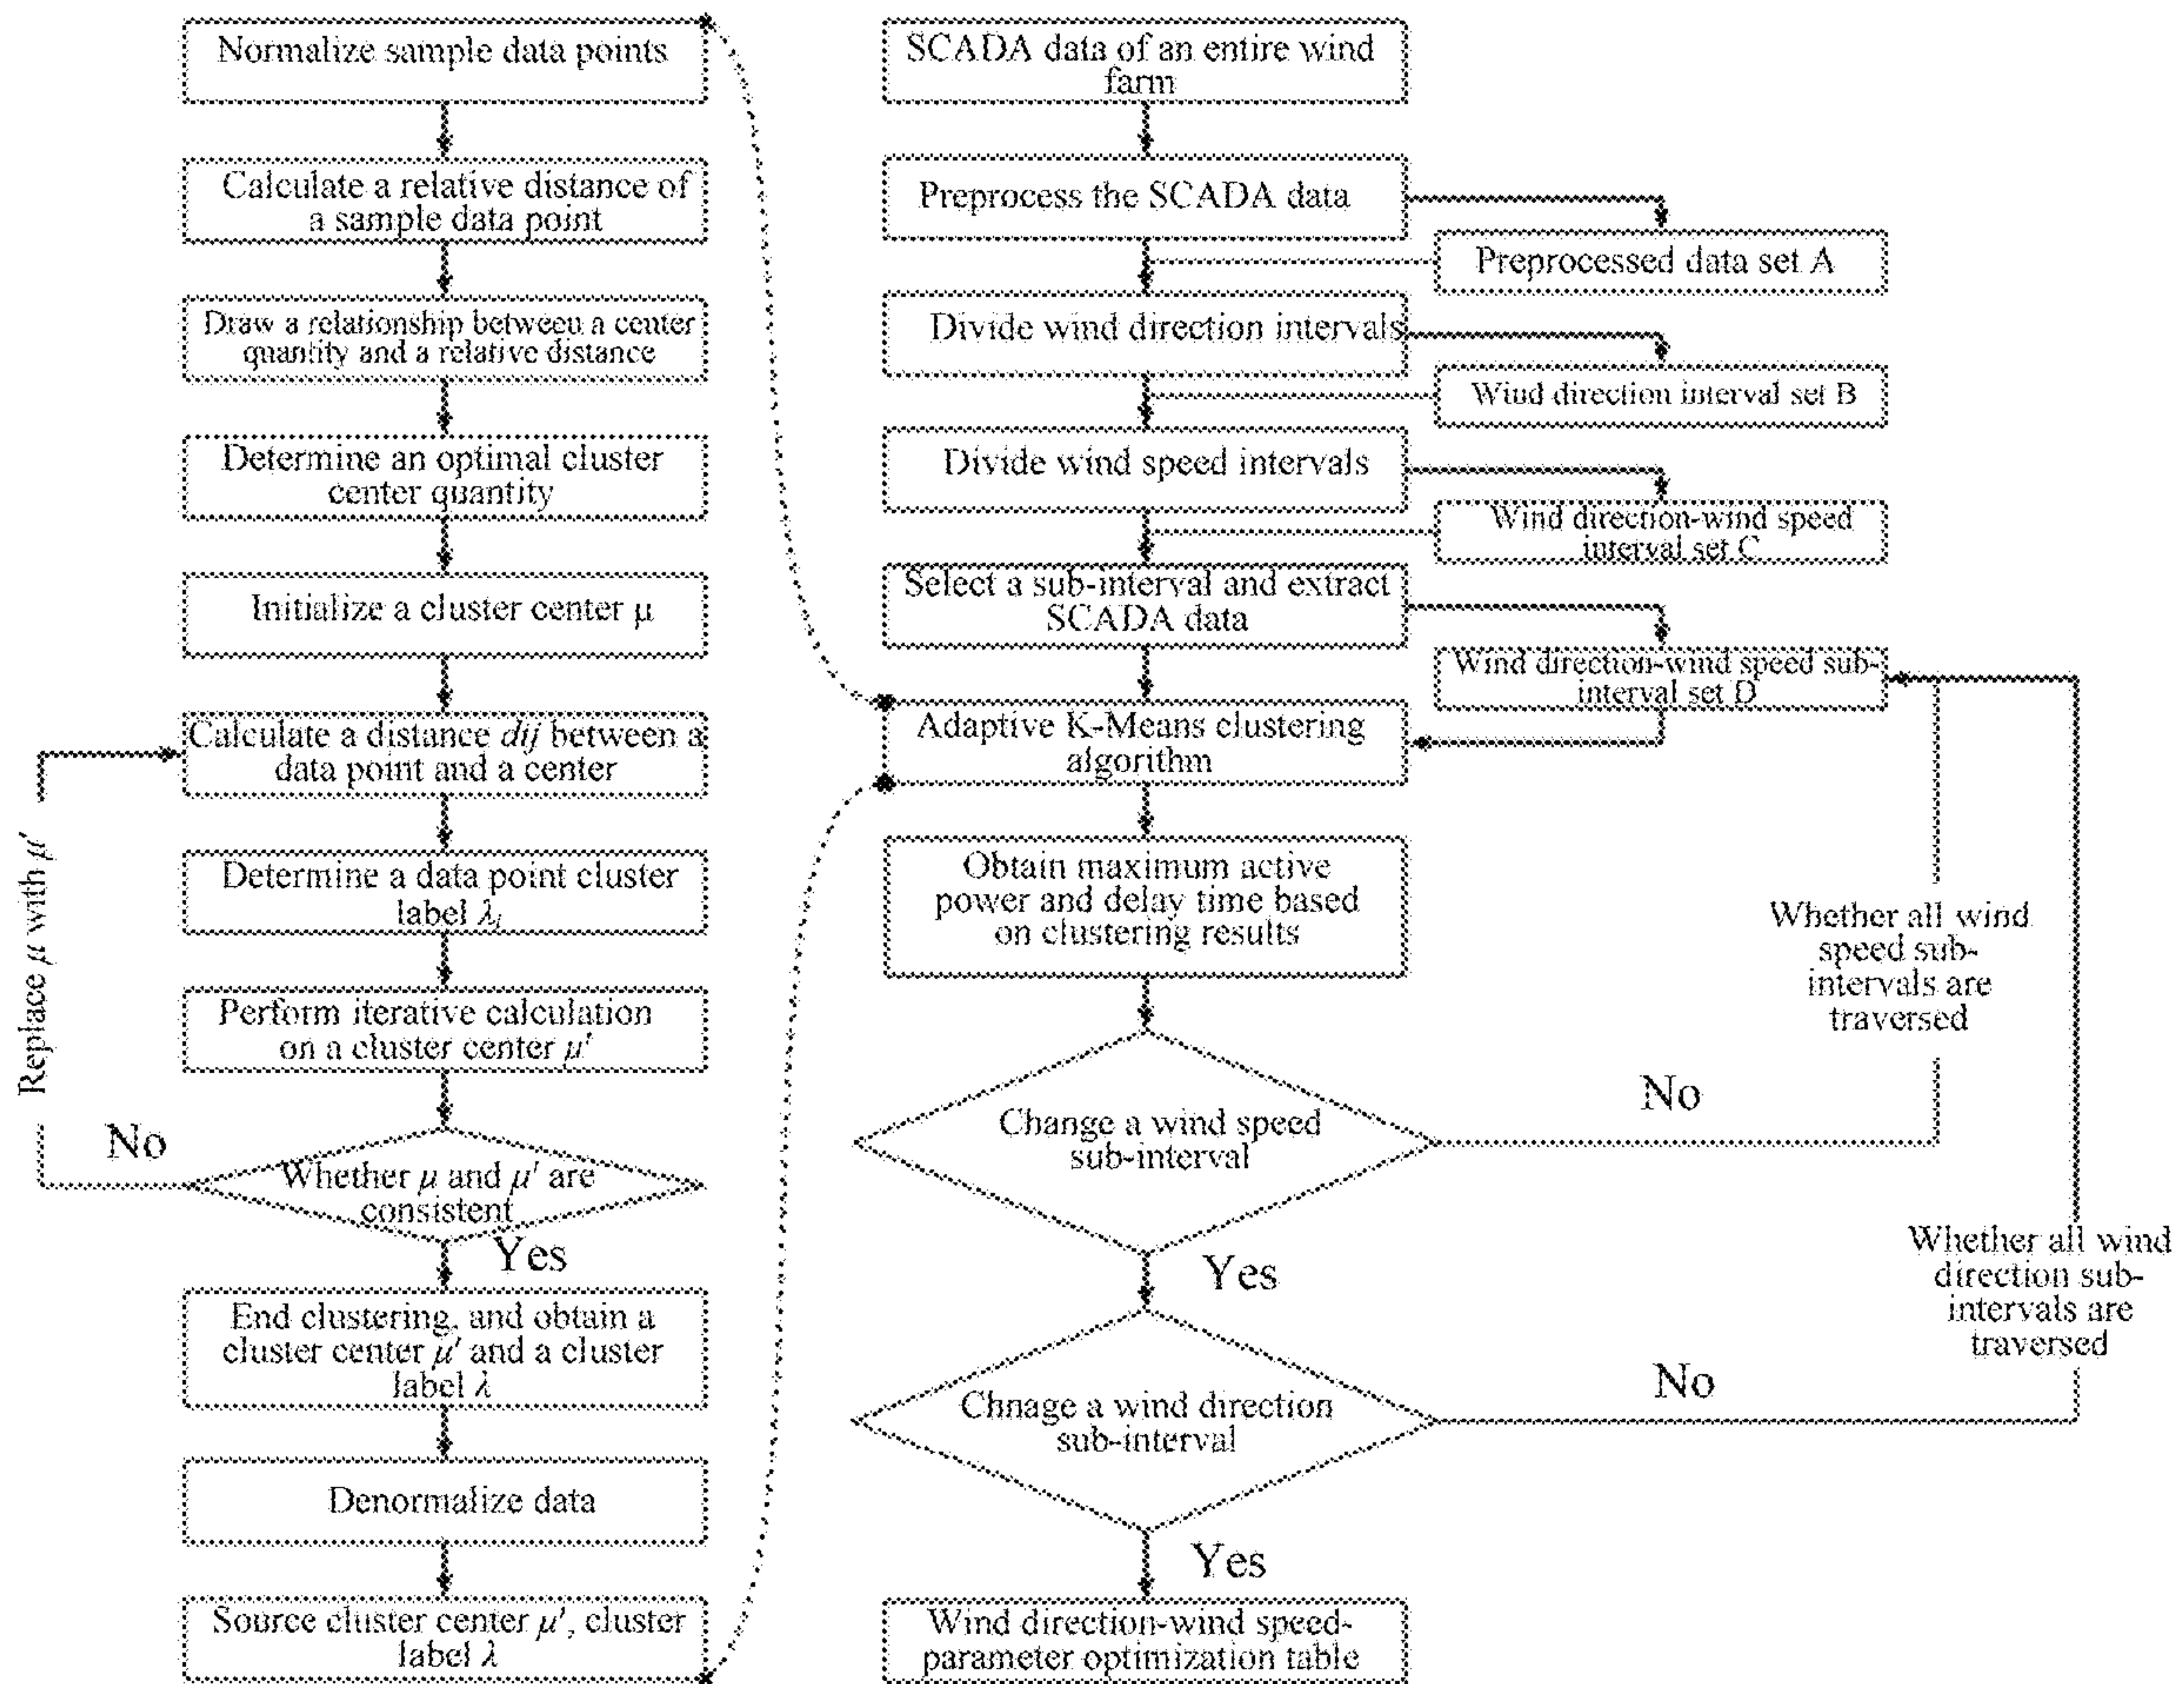 Normalize sample data points
Calculate a relative distance of
a sample data point
Draw a relationship between a center
quantity and a relative distance
Determine an optimal cluster
center quantity
Initialize a cluster center μ
Calculate a distance dij between a
data point and a center
Determine a data point cluster
label λi
Perform iterative calculation
on a cluster center μ'
Whether μ and μ' are
consistent
No
Replace μ with μ'
Yes
End clustering, and obtain a
cluster center μ' and a cluster
label λ
Denormalize data
Source cluster center μ', cluster
label λ
SCADA data of an entire wind
farm
Preprocess the SCADA data
Preprocessed data set A
Divide wind direction intervals
Wind direction interval set B
Divide wind speed intervals
Wind direction-wind speed
interval set C
Select a sub-interval and extract
SCADA data
Wind direction-wind speed sub-
interval set D
Adaptive K-Means clustering
algorithm
Obtain maximum active
power and delay time based
on clustering results
Change a wind speed
sub-interval
No
Whether all wind
speed sub-
intervals are
traversed
Yes
Chnage a wind direction
sub-interval
No
Whether all wind
direction sub-
intervals are
traversed
Yes
Wind direction-wind speed-
parameter optimization table